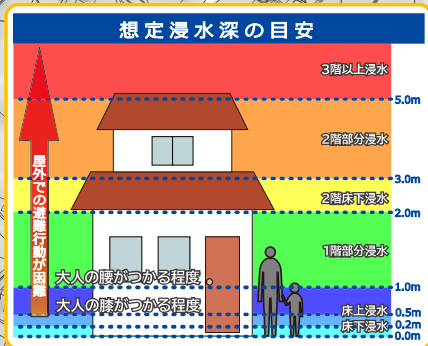 想定浸水深の目安
3階以上浸水
5.0m
2階部分浸水
3.0m
2階床下浸水
2.0m
1階部分浸水
屋外での避難行動が困難
大人の腰がつかる程度
1.0m
大人の膝がつかる程度
床上浸水
0.5m
床下浸水
0.2m
0.0m